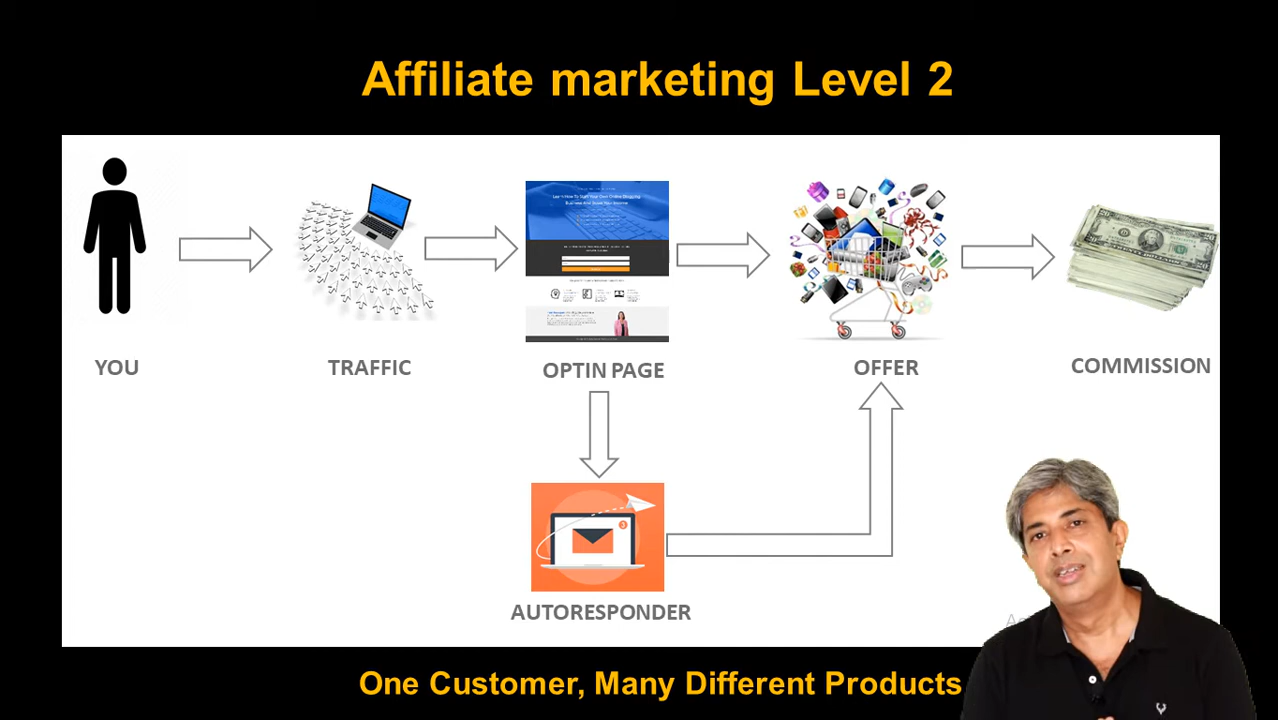 Affiliate marketing Level 2
YOU
TRAFFIC
OPTIN PAGE
OFFER
COMMISSION
AUTORESPONDER
One Customer, Many Different Products